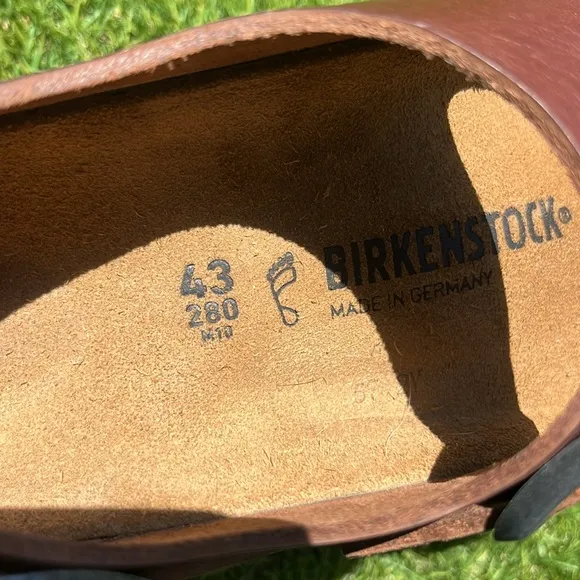 43
280
M10
BIRKENSTOCK®
MADE IN GERMANY